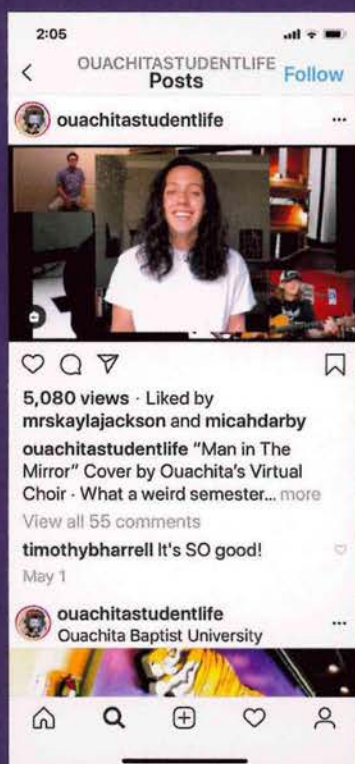 2:05
OUACHITASTUDENTLIFE
Posts
Follow
ouachitastudentlife
5,080 views · Liked by
mrskaylajackson and micahdarby
ouachitastudentlife "Man in The
Mirror" Cover by Ouachita's Virtual
Choir · What a weird semester... more
View all 55 comments
timothybharrell It's SO good!
May 1
ouachitastudentlife
Ouachita Baptist University